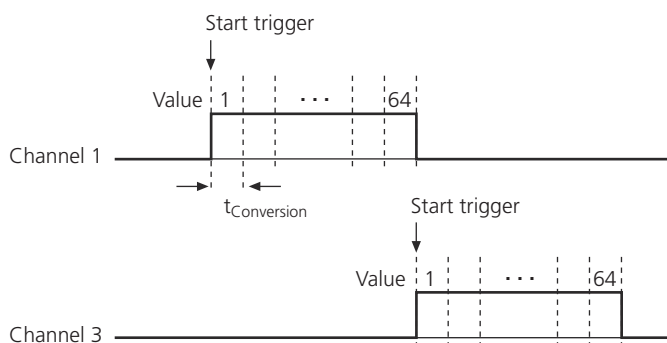 Start trigger
Value 1 ... 64
Channel 1
tConversion
Start trigger
Value 1 ... 64
Channel 3